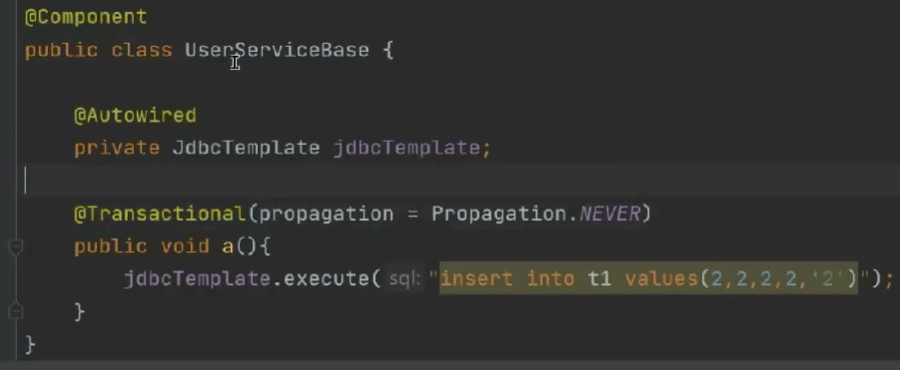 @Component
public class UserServiceBase {
@Autowired
private JdbcTemplate jdbcTemplate;
@Transactional(propagation = Propagation.NEVER)
public void a(){
jdbcTemplate.execute( sql: "insert into t1 values(2,2,2,2,'2')");
}
}